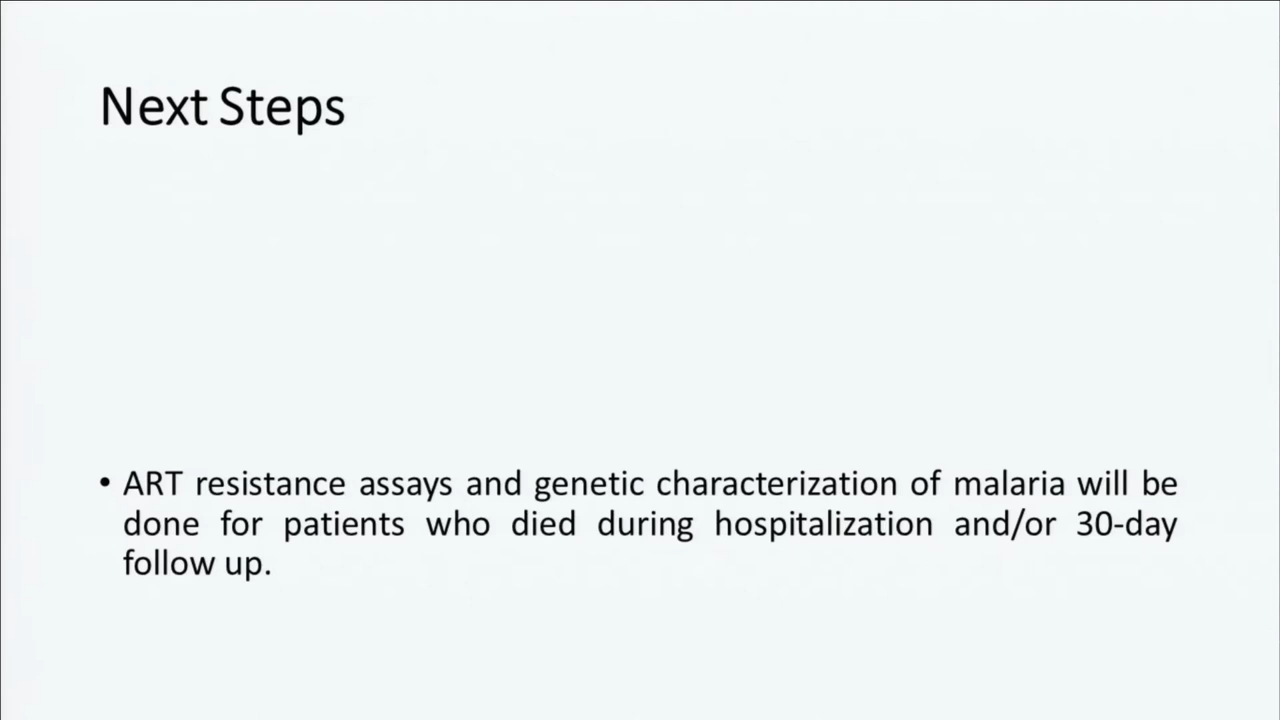 Next Steps
• ART resistance assays and genetic characterization of malaria will be
done for patients who died during hospitalization and/or 30-day
follow up.